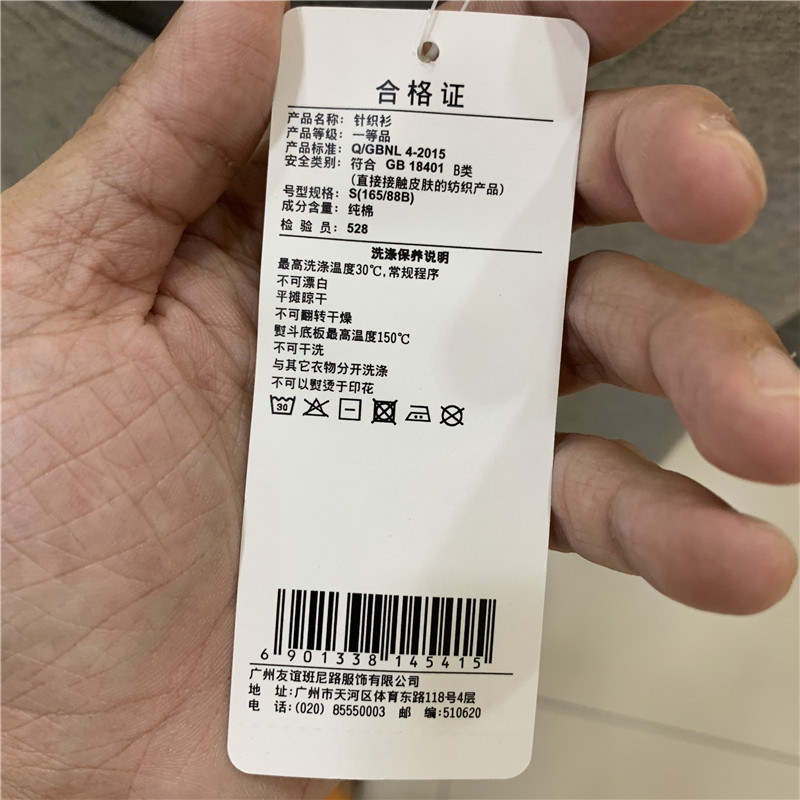 合格证
产品名称： 针织衫
产品等级： 一等品
产品标准： Q/GBNL 4-2015
安全类别： 符合 GB 18401 B类
(直接接触皮肤的纺织产品)
号型规格： S(165/88B)
成分含量： 纯棉
检 验 员： 528
洗涤保养说明
最高洗涤温度30℃,常规程序
不可漂白
平摊晾干
不可翻转干燥
熨斗底板最高温度150℃
不可干洗
与其它衣物分开洗涤
不可以熨烫于印花
30
6 901338 145415
广州友谊班尼路服饰有限公司
地 址:广州市天河区体育东路118号4层
电 话:(020) 85550003 邮 编:510620